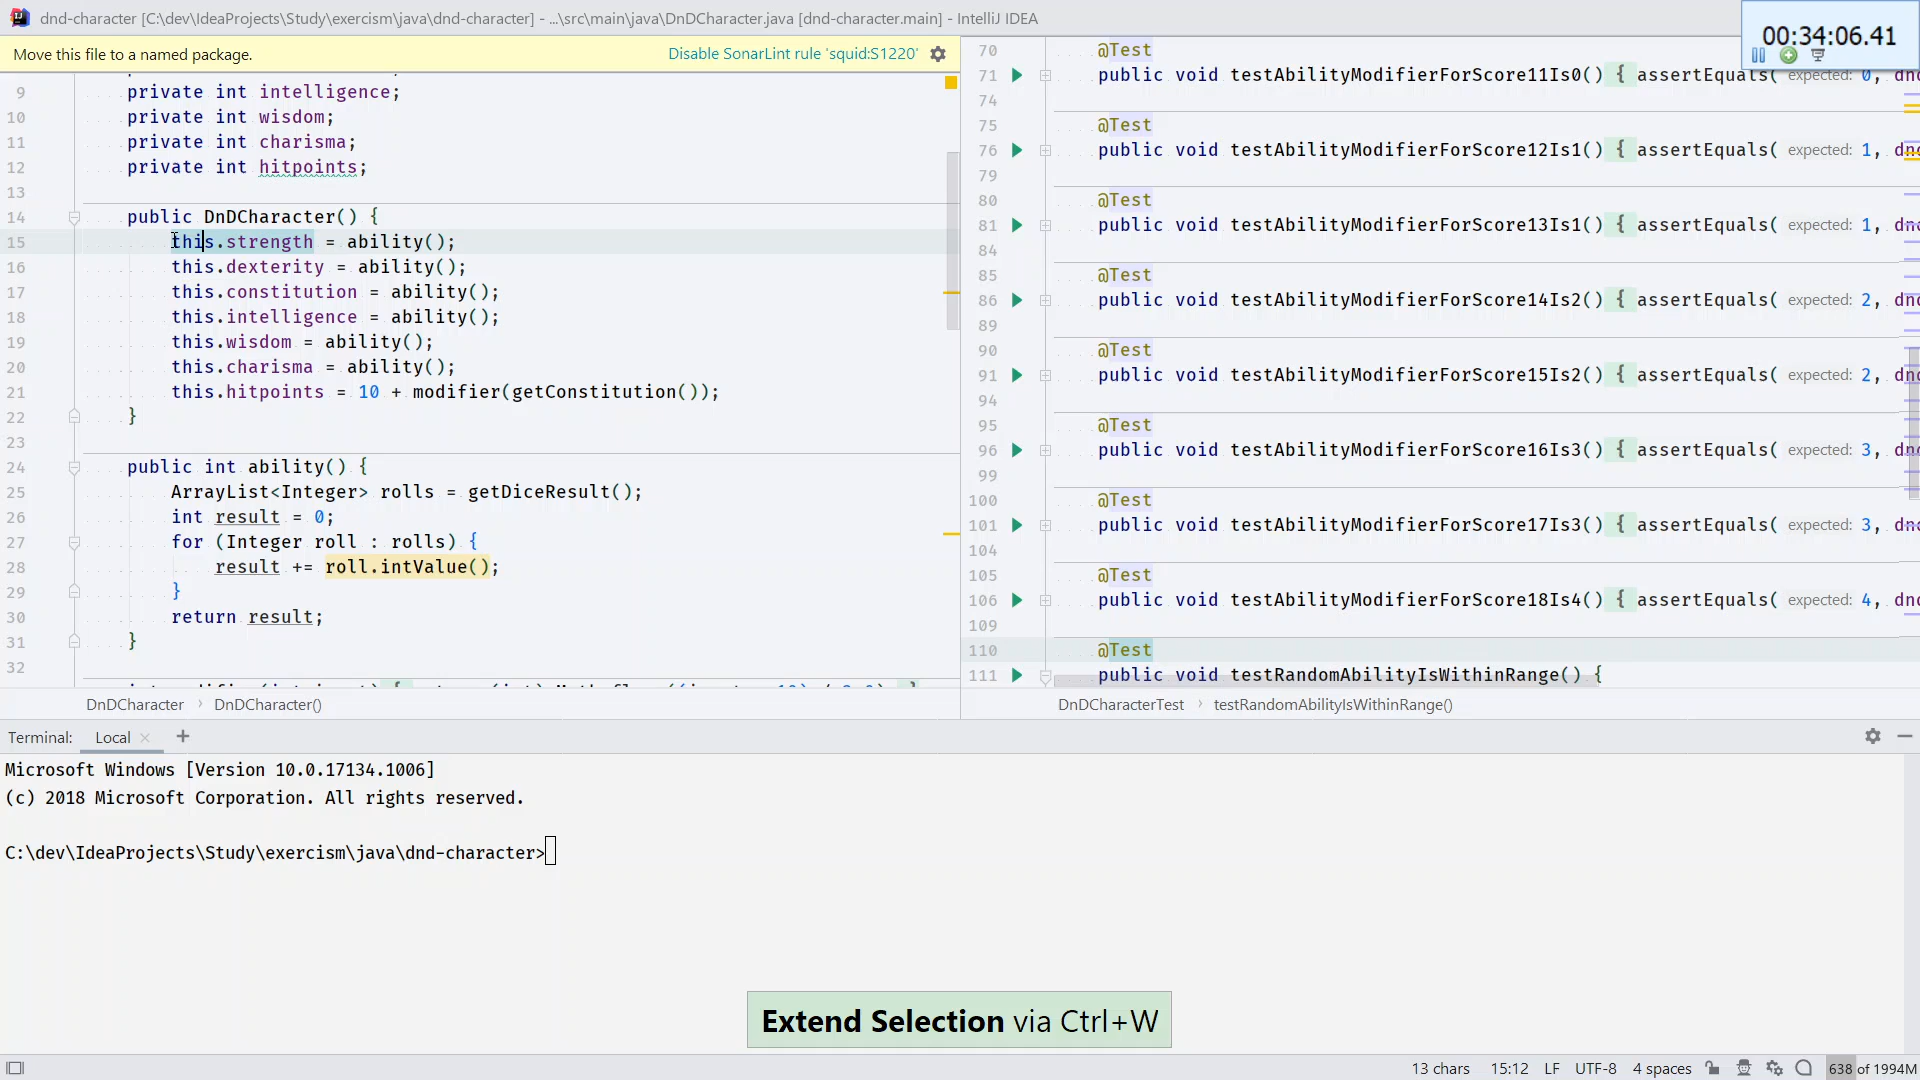 dnd-character [C:\dev\IdeaProjects\Study\exercism\java\dnd-character] - ...\src\main\java\DnDCharacter.java [dnd-character.main] - IntelliJ IDEA
00:34:06.41
Move this file to a named package.
Disable SonarLint rule 'squid:S1220'
9 private int intelligence;
10 private int wisdom;
11 private int charisma;
12 private int hitpoints;
13
14 public DnDCharacter() {
15 this.strength = ability();
16 this.dexterity = ability();
17 this.constitution = ability();
18 this.intelligence = ability();
19 this.wisdom = ability();
20 this.charisma = ability();
21 this.hitpoints = 10 + modifier(getConstitution());
22 }
23
24 public int ability() {
25 ArrayList<Integer> rolls = getDiceResult();
26 int result = 0;
27 for (Integer roll : rolls) {
28 result += roll.intValue();
29 }
30 return result;
31 }
32
DnDCharacter › DnDCharacter()
70 @Test
71 public void testAbilityModifierForScore11Is0() { assertEquals( expected: 0, dnd
74
75 @Test
76 public void testAbilityModifierForScore12Is1() { assertEquals( expected: 1, dnd
79
80 @Test
81 public void testAbilityModifierForScore13Is1() { assertEquals( expected: 1, dnd
84
85 @Test
86 public void testAbilityModifierForScore14Is2() { assertEquals( expected: 2, dnd
89
90 @Test
91 public void testAbilityModifierForScore15Is2() { assertEquals( expected: 2, dnd
94
95 @Test
96 public void testAbilityModifierForScore16Is3() { assertEquals( expected: 3, dnd
99
100 @Test
101 public void testAbilityModifierForScore17Is3() { assertEquals( expected: 3, dnd
104
105 @Test
106 public void testAbilityModifierForScore18Is4() { assertEquals( expected: 4, dnd
109
110 @Test
111 public void testRandomAbilityIsWithinRange() {
DnDCharacterTest › testRandomAbilityIsWithinRange()
Terminal: Local
Microsoft Windows [Version 10.0.17134.1006]
(c) 2018 Microsoft Corporation. All rights reserved.
C:\dev\IdeaProjects\Study\exercism\java\dnd-character>
Extend Selection via Ctrl+W
13 chars 15:12 LF UTF-8 4 spaces 638 of 1994M